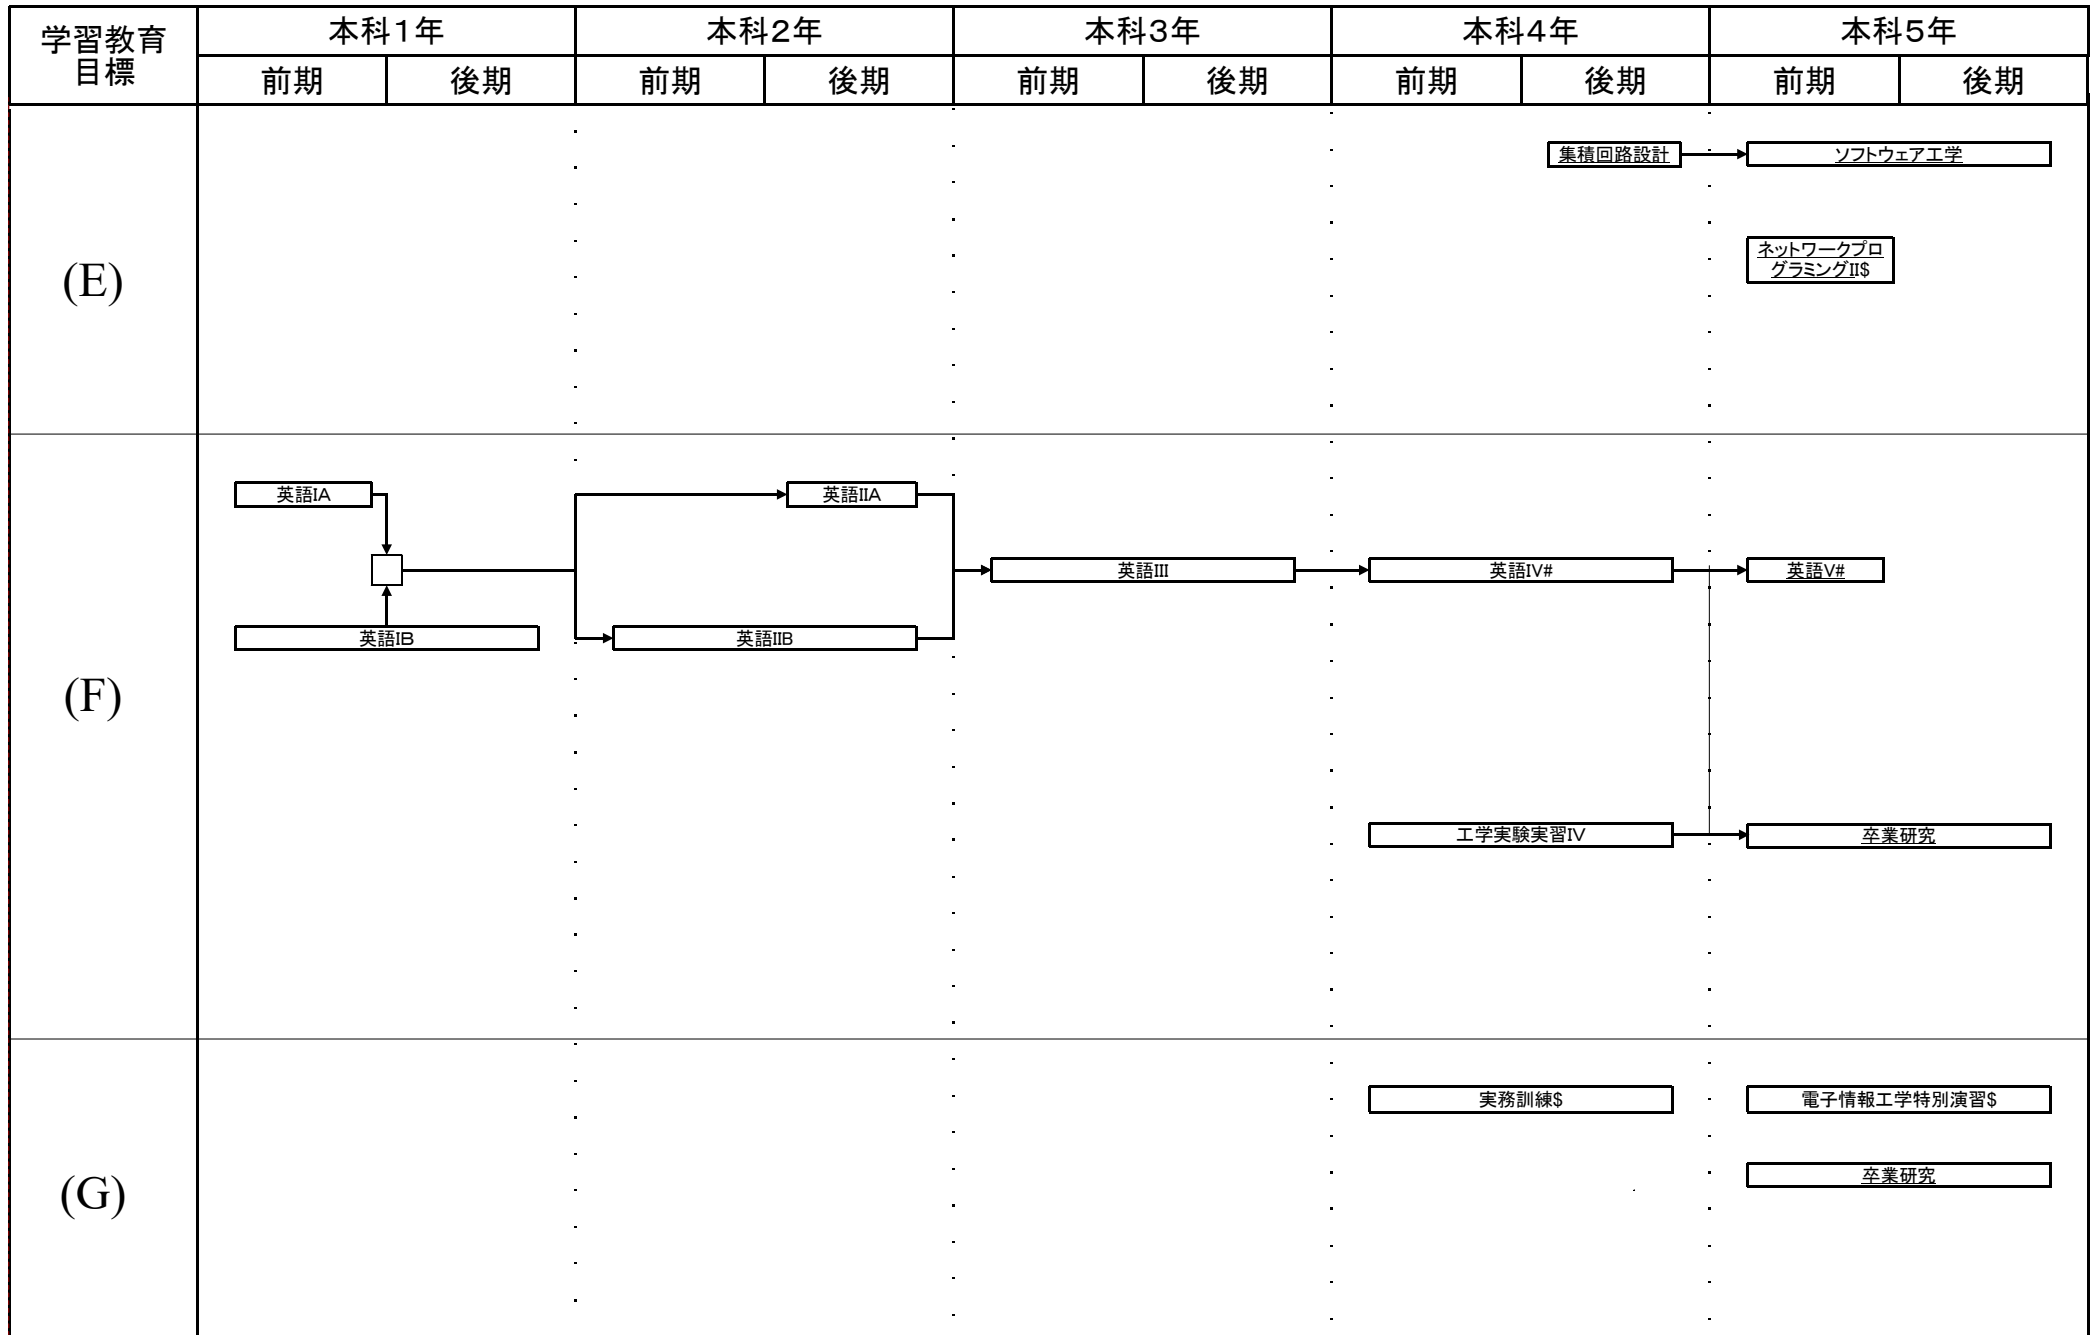 学習教育
目標
本科1年
本科2年
本科3年
本科4年
本科5年
前期
後期
前期
後期
前期
後期
前期
後期
前期
後期
(E)
集積回路設計
ソフトウェア工学
ネットワークプロ
グラミングII$
(F)
英語IA
英語IIA
英語III
英語IV#
英語V#
英語IB
英語IIB
工学実験実習IV
卒業研究
(G)
実務訓練$
電子情報工学特別演習$
卒業研究